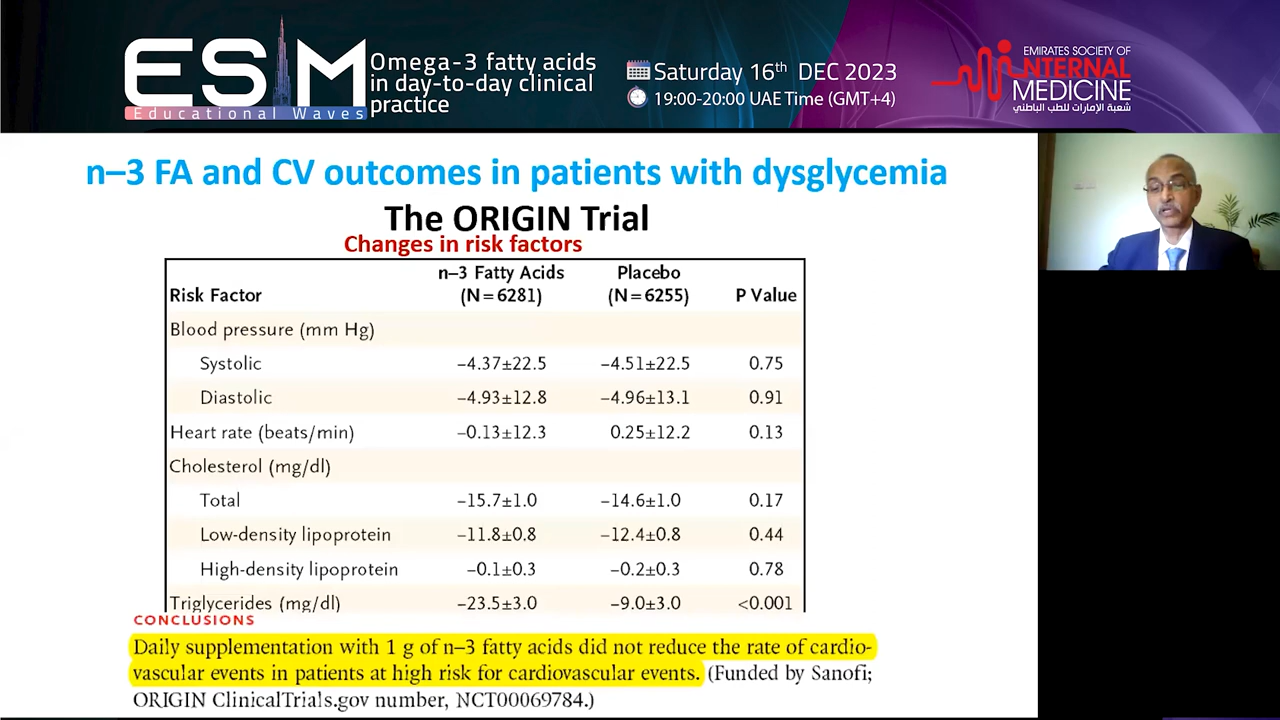 ESM
Educational Waves
Omega-3 fatty acids
in day-to-day clinical
practice
Saturday 16th DEC 2023
19:00-20:00 UAE Time (GMT+4)
EMIRATES SOCIETY OF
INTERNAL
MEDICINE
شعبة الإمارات للطب الباطني
n–3 FA and CV outcomes in patients with dysglycemia
The ORIGIN Trial
Changes in risk factors
Risk Factor n–3 Fatty Acids (N=6281) Placebo (N=6255) P Value
Blood pressure (mm Hg)
Systolic –4.37±22.5 –4.51±22.5 0.75
Diastolic –4.93±12.8 –4.96±13.1 0.91
Heart rate (beats/min) –0.13±12.3 0.25±12.2 0.13
Cholesterol (mg/dl)
Total –15.7±1.0 –14.6±1.0 0.17
Low-density lipoprotein –11.8±0.8 –12.4±0.8 0.44
High-density lipoprotein –0.1±0.3 –0.2±0.3 0.78
Triglycerides (mg/dl) –23.5±3.0 –9.0±3.0 <0.001
CONCLUSIONS
Daily supplementation with 1 g of n–3 fatty acids did not reduce the rate of cardio-
vascular events in patients at high risk for cardiovascular events. (Funded by Sanofi;
ORIGIN ClinicalTrials.gov number, NCT00069784.)